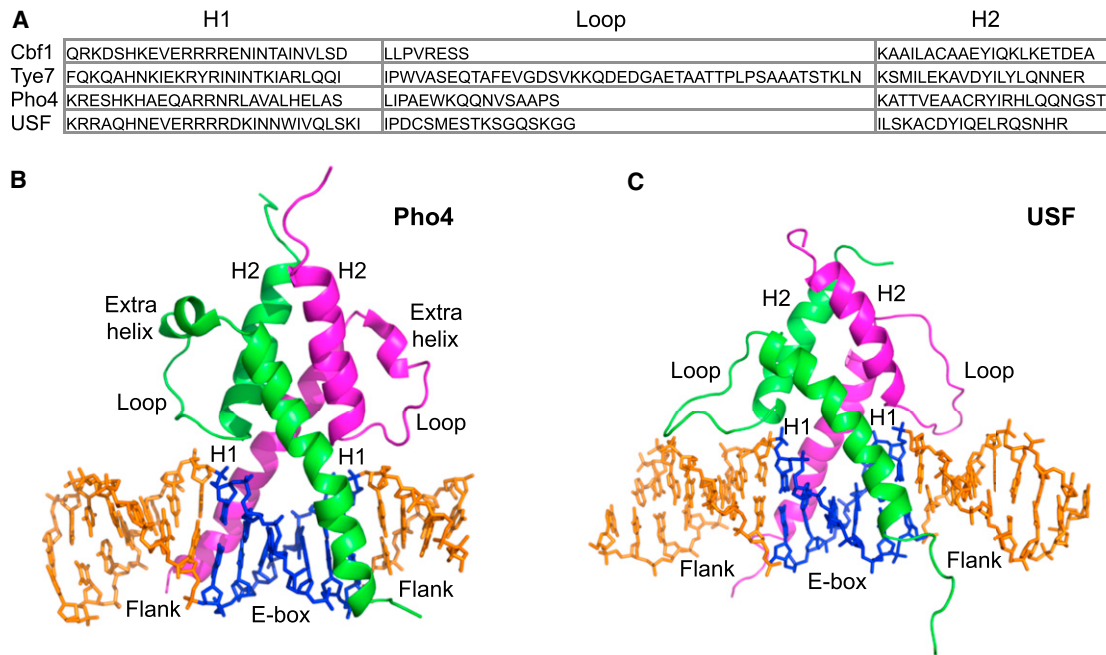 A H1 Loop H2
Cbf1 QRKDSHKEVERRRRENINTAINVLSD LLPVRESS KAAILACAAEYIQKLKETDEA
Tye7 FQKQAHNKIEKRYRININTKIARLQQI IPWVASEQTAFEVGDSVKKQDEDGAETAATTPLPSAAATSTKLN KSMILEKAVDYILYLQNNER
Pho4 KRESHKHAEQARRNRLAVALHELAS LIPAEWKQQNVSAAPS KATTVEAACRYIRHLQQNGST
USF KRRAQHNEVERRRRDKINNWIVQLSKI IPDCSMESTKSGQSKGG ILSKACDYIQELRQSNHR
B
Pho4
H2 H2
Extra
helix
Extra
helix
Loop
Loop
H1 H1
Flank
E-box
Flank
C
USF
H2 H2
Loop
Loop
H1 H1
Flank
E-box
Flank